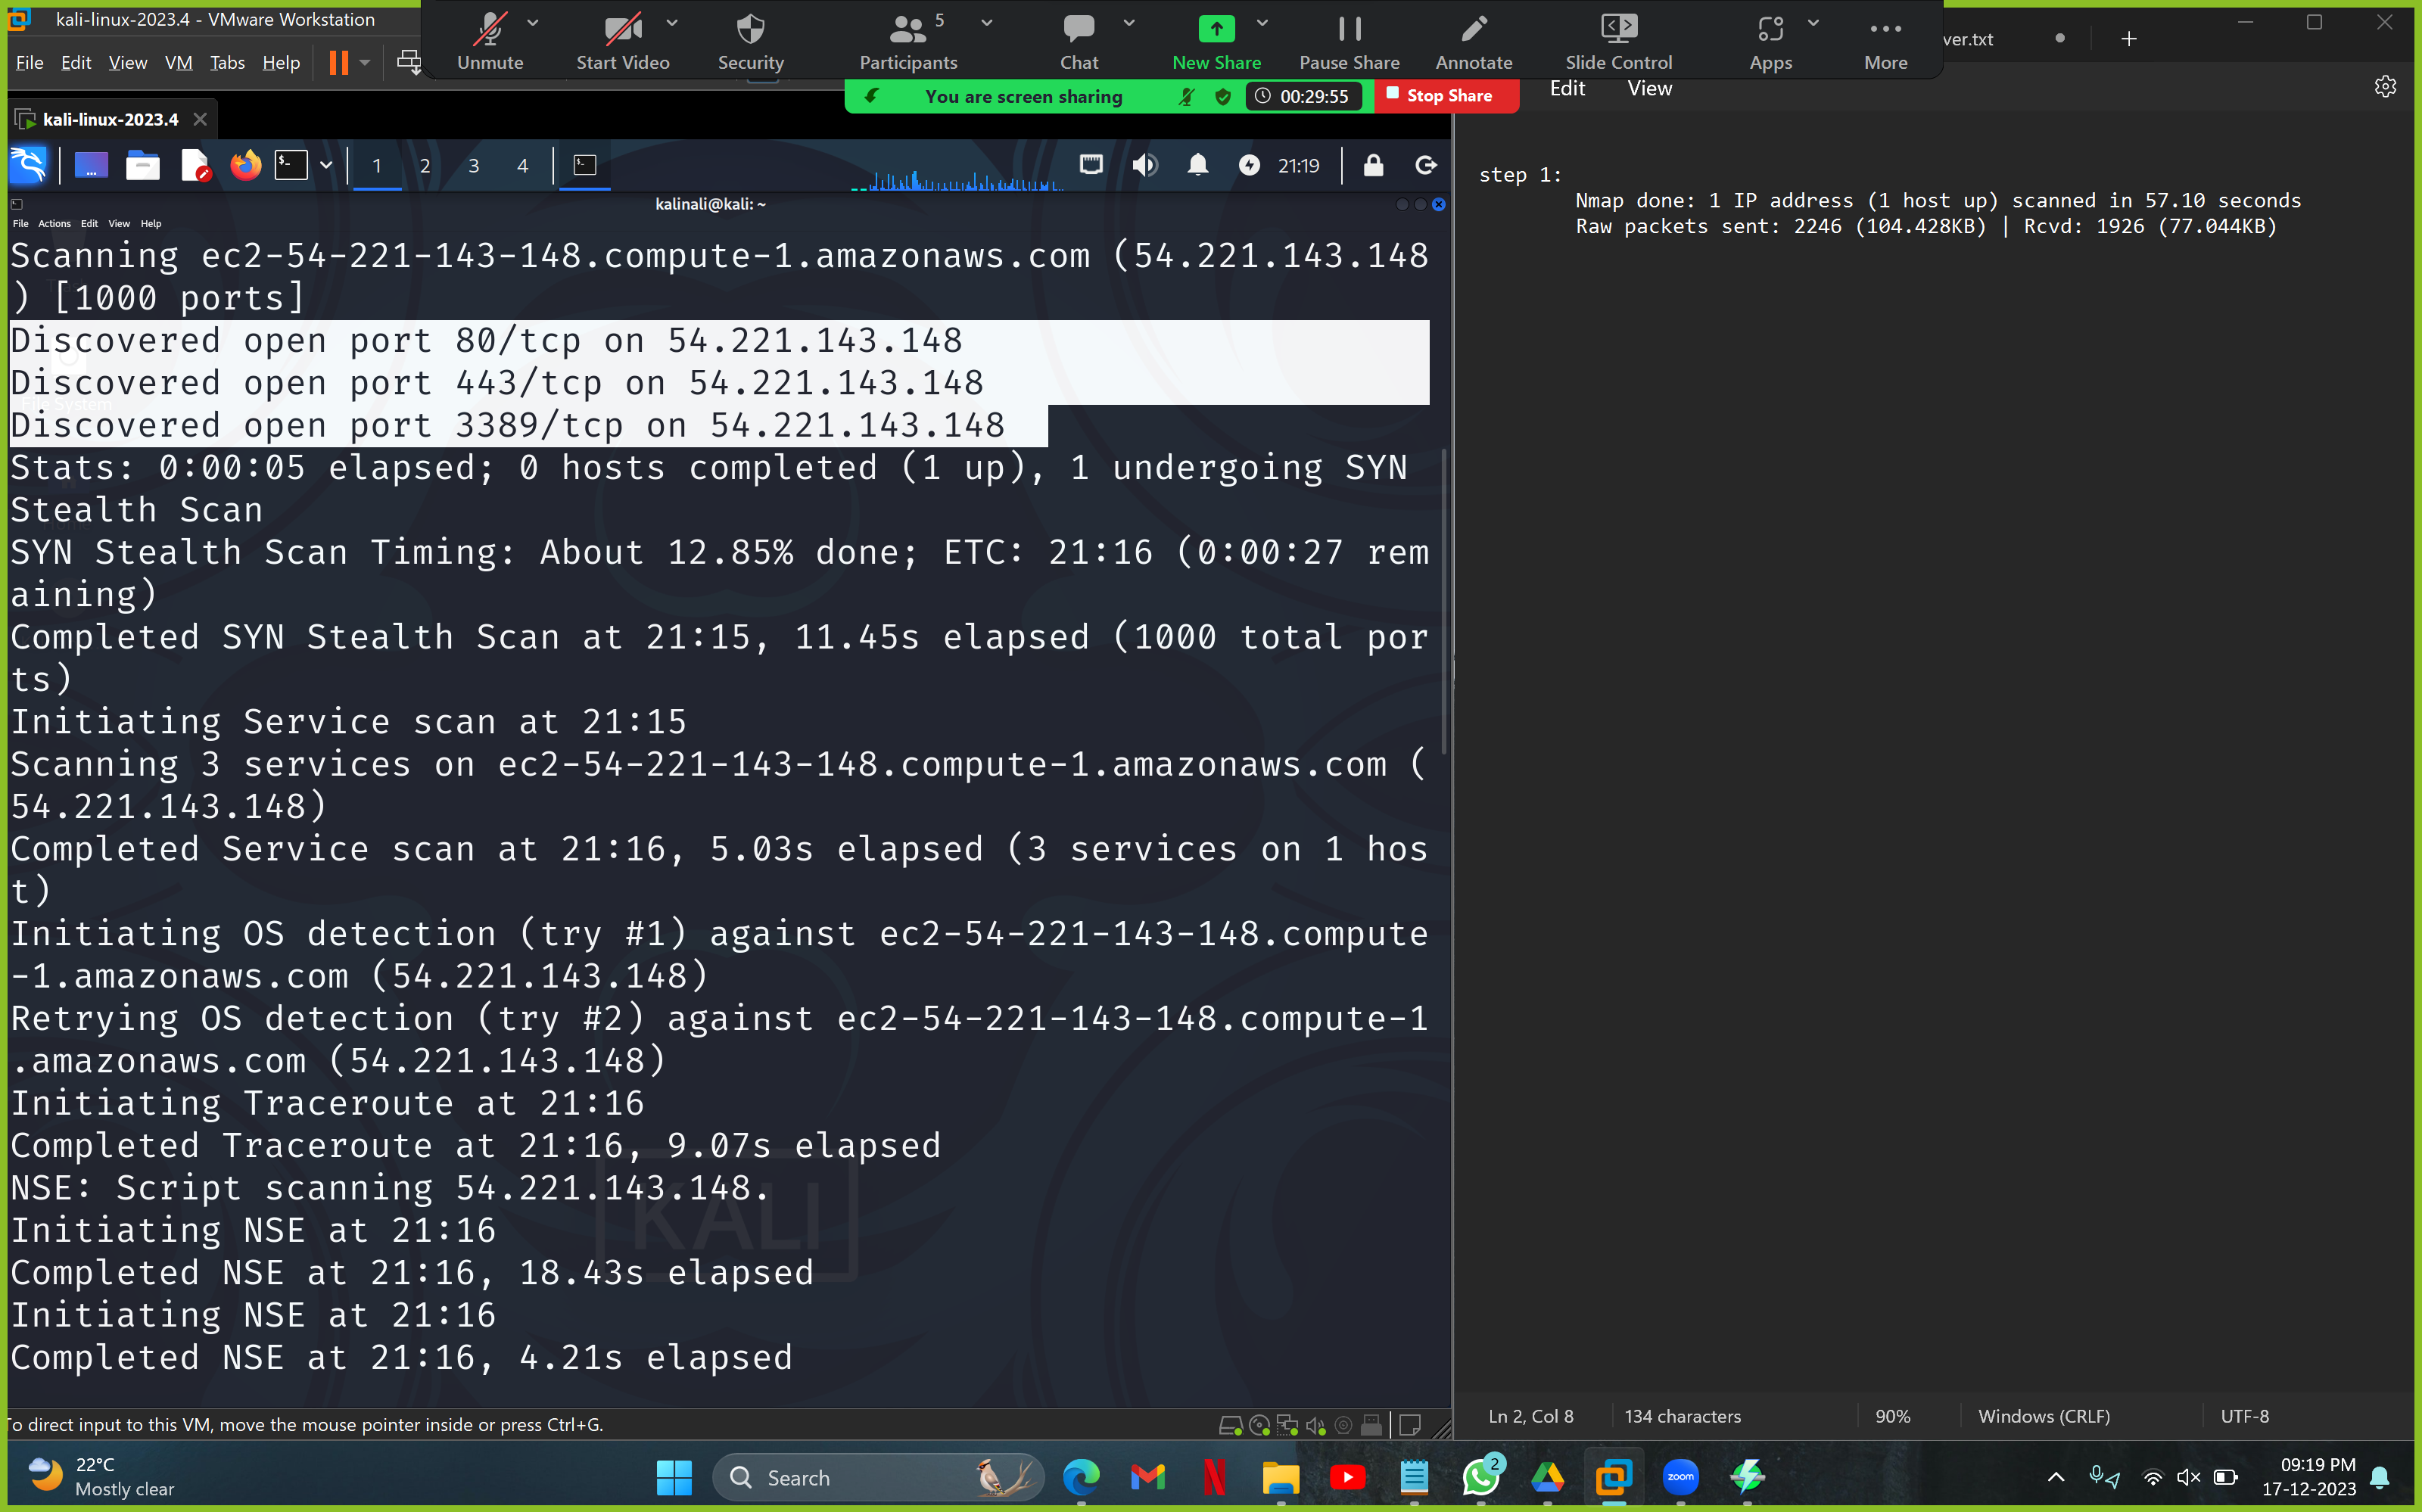 kali-linux-2023.4 - VMware Workstation
File Edit View VM Tabs Help
Unmute Start Video Security Participants 5 Chat New Share Pause Share Annotate Slide Control Apps More
ver.txt
You are screen sharing 00:29:55 Stop Share
Edit View
kali-linux-2023.4
1 2 3 4 21:19
kalinali@kali: ~
File Actions Edit View Help
Scanning ec2-54-221-143-148.compute-1.amazonaws.com (54.221.143.148
) [1000 ports]
Discovered open port 80/tcp on 54.221.143.148
Discovered open port 443/tcp on 54.221.143.148
Discovered open port 3389/tcp on 54.221.143.148
Stats: 0:00:05 elapsed; 0 hosts completed (1 up), 1 undergoing SYN
Stealth Scan
SYN Stealth Scan Timing: About 12.85% done; ETC: 21:16 (0:00:27 rem
aining)
Completed SYN Stealth Scan at 21:15, 11.45s elapsed (1000 total por
ts)
Initiating Service scan at 21:15
Scanning 3 services on ec2-54-221-143-148.compute-1.amazonaws.com (
54.221.143.148)
Completed Service scan at 21:16, 5.03s elapsed (3 services on 1 hos
t)
Initiating OS detection (try #1) against ec2-54-221-143-148.compute
-1.amazonaws.com (54.221.143.148)
Retrying OS detection (try #2) against ec2-54-221-143-148.compute-1
.amazonaws.com (54.221.143.148)
Initiating Traceroute at 21:16
Completed Traceroute at 21:16, 9.07s elapsed
NSE: Script scanning 54.221.143.148.
Initiating NSE at 21:16
Completed NSE at 21:16, 18.43s elapsed
Initiating NSE at 21:16
Completed NSE at 21:16, 4.21s elapsed
KALI
step 1:
Nmap done: 1 IP address (1 host up) scanned in 57.10 seconds
Raw packets sent: 2246 (104.428KB) | Rcvd: 1926 (77.044KB)
To direct input to this VM, move the mouse pointer inside or press Ctrl+G.
Ln 2, Col 8 134 characters 90% Windows (CRLF) UTF-8
22°C
Mostly clear
Search
zoom
2
09:19 PM
17-12-2023